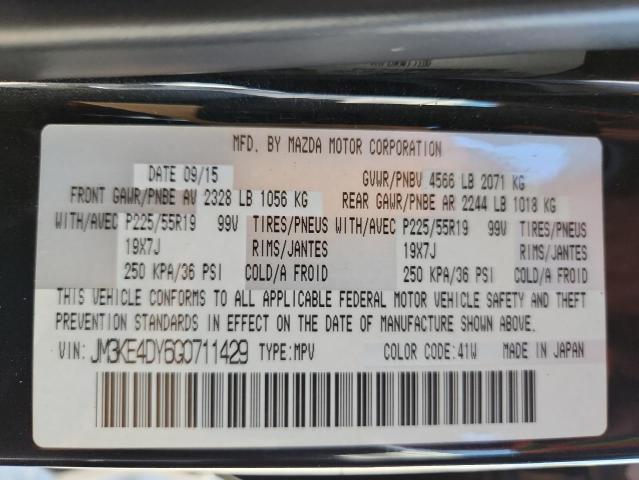 MFD. BY MAZDA MOTOR CORPORATION
DATE 09/15 GVWR/PNBV 4566 LB 2071 KG
FRONT GAWR/PNBE AV 2328 LB 1056 KG REAR GAWR/PNBE AR 2244 LB 1018 KG
WITH/AVEC P225/55R19 99V TIRES/PNEUS WITH/AVEC P225/55R19 99V TIRES/PNEUS
19X7J RIMS/JANTES 19X7J RIMS/JANTES
250 KPA/36 PSI COLD/A FROID 250 KPA/36 PSI COLD/A FROID
THIS VEHICLE CONFORMS TO ALL APPLICABLE FEDERAL MOTOR VEHICLE SAFETY AND THEFT
PREVENTION STANDARDS IN EFFECT ON THE DATE OF MANUFACTURE SHOWN ABOVE.
VIN: JM3KE4DY6G0711429 TYPE:MPV COLOR CODE:41W MADE IN JAPAN